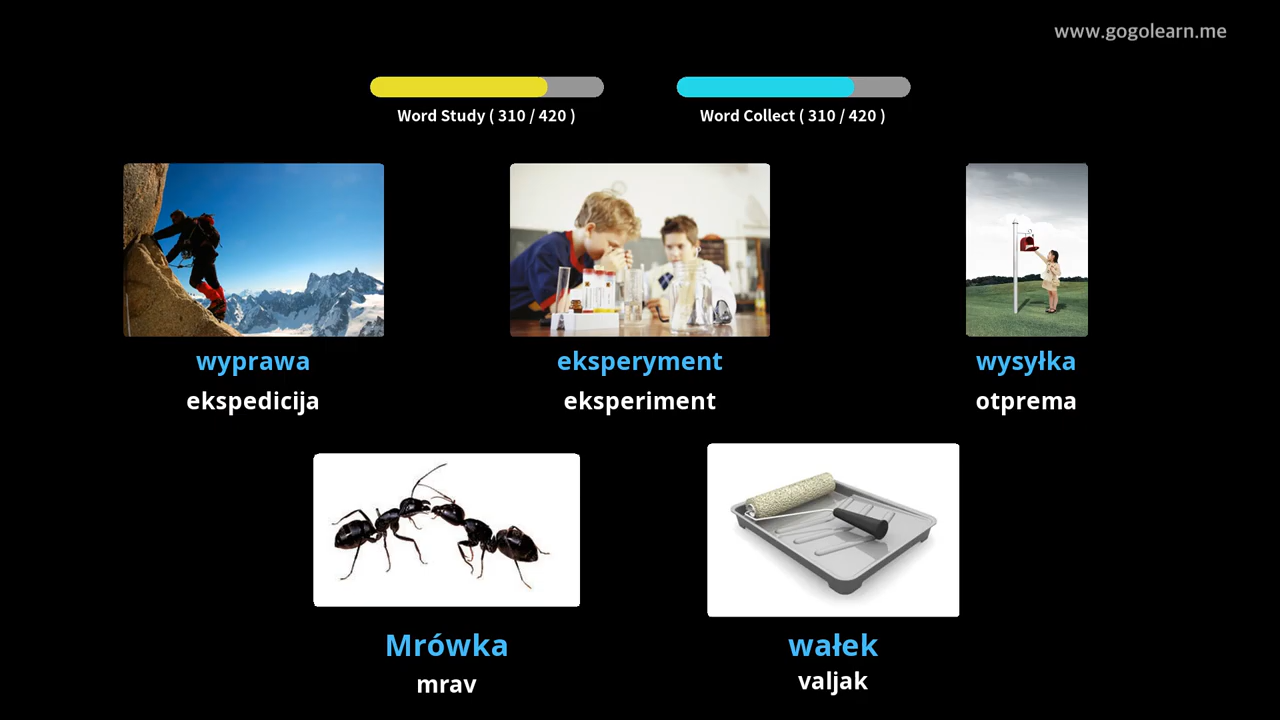 www.gogolearn.me
Word Study ( 310 / 420 )
Word Collect ( 310 / 420 )
wyprawa
ekspedicija
eksperyment
eksperiment
wysyłka
otprema
Mrówka
mrav
wałek
valjak